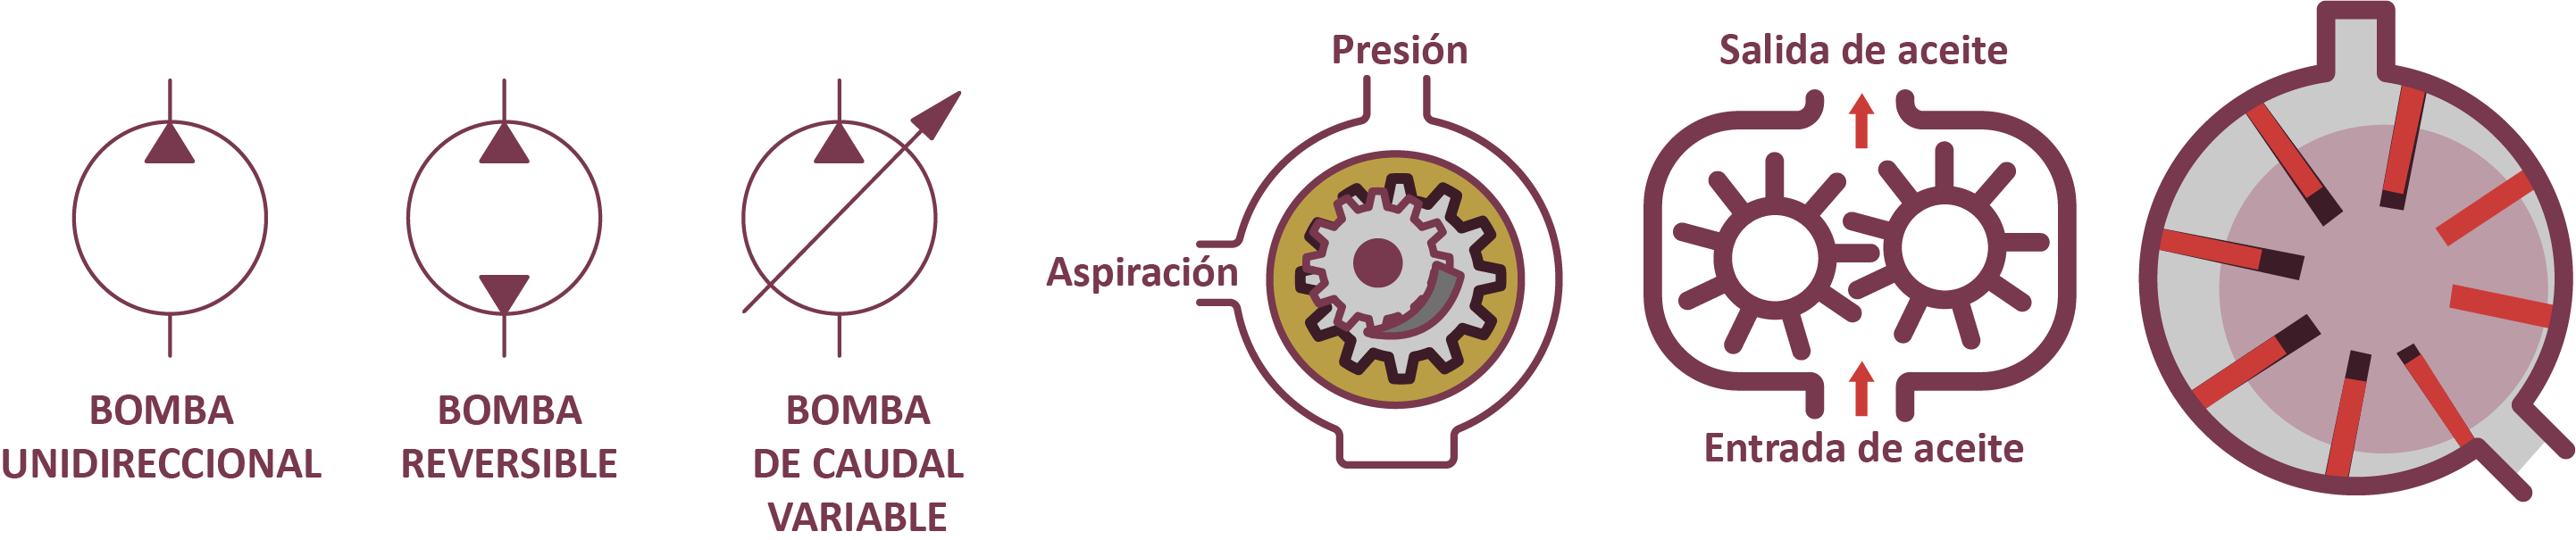 BOMBA
UNIDIRECCIONAL
BOMBA
REVERSIBLE
BOMBA
DE CAUDAL
VARIABLE
Presión
Aspiración
Salida de aceite
Entrada de aceite